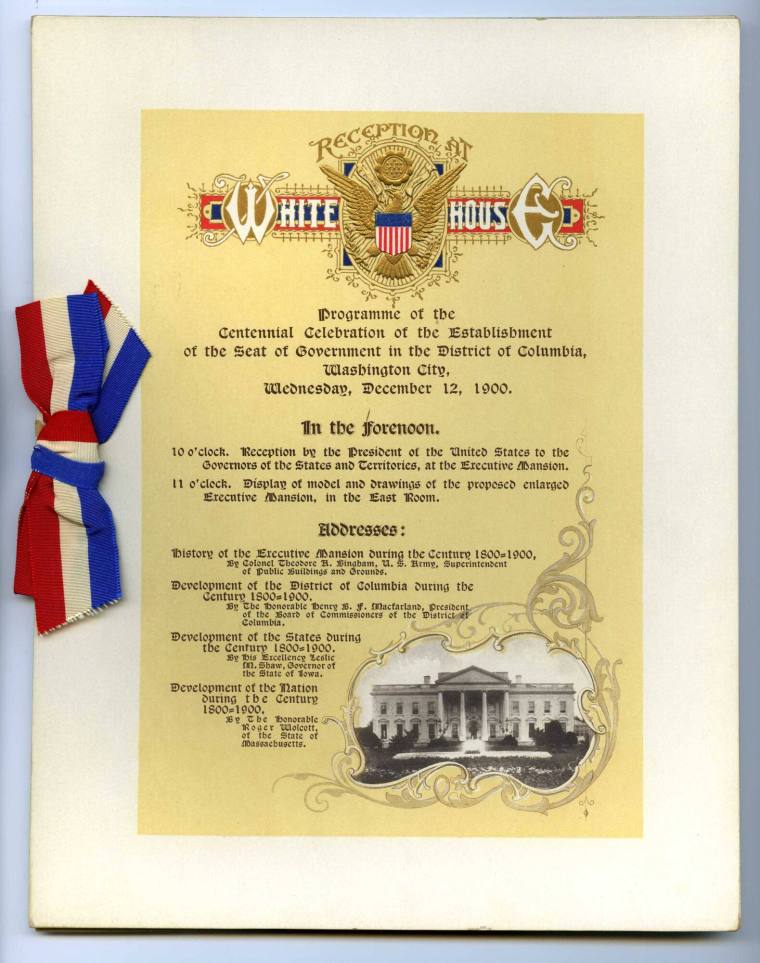 RECEPTION AT
WHITE HOUSE
Programme of the
Centennial Celebration of the Establishment
of the Seat of Government in the District of Columbia,
Washington City,
Wednesday, December 12, 1900.
In the Forenoon.
10 o'clock. Reception by the President of the United States to the
Governors of the States and Territories, at the Executive Mansion.
11 o'clock. Display of model and drawings of the proposed enlarged
Executive Mansion, in the East Room.
Addresses:
History of the Executive Mansion during the Century 1800=1900,
By Colonel Theodore A. Bingham, U. S. Army, Superintendent
of Public Buildings and Grounds.
Development of the District of Columbia during the
Century 1800=1900.
By The Honorable Henry B. F. Macfarland, President
of the Board of Commissioners of the District of
Columbia.
Development of the States during
the Century 1800=1900.
By His Excellency Leslie
M. Shaw, Governor of
the State of Iowa.
Development of the Nation
during the Century
1800=1900.
By The Honorable
Roger Wolcott,
of the State of
Massachusetts.